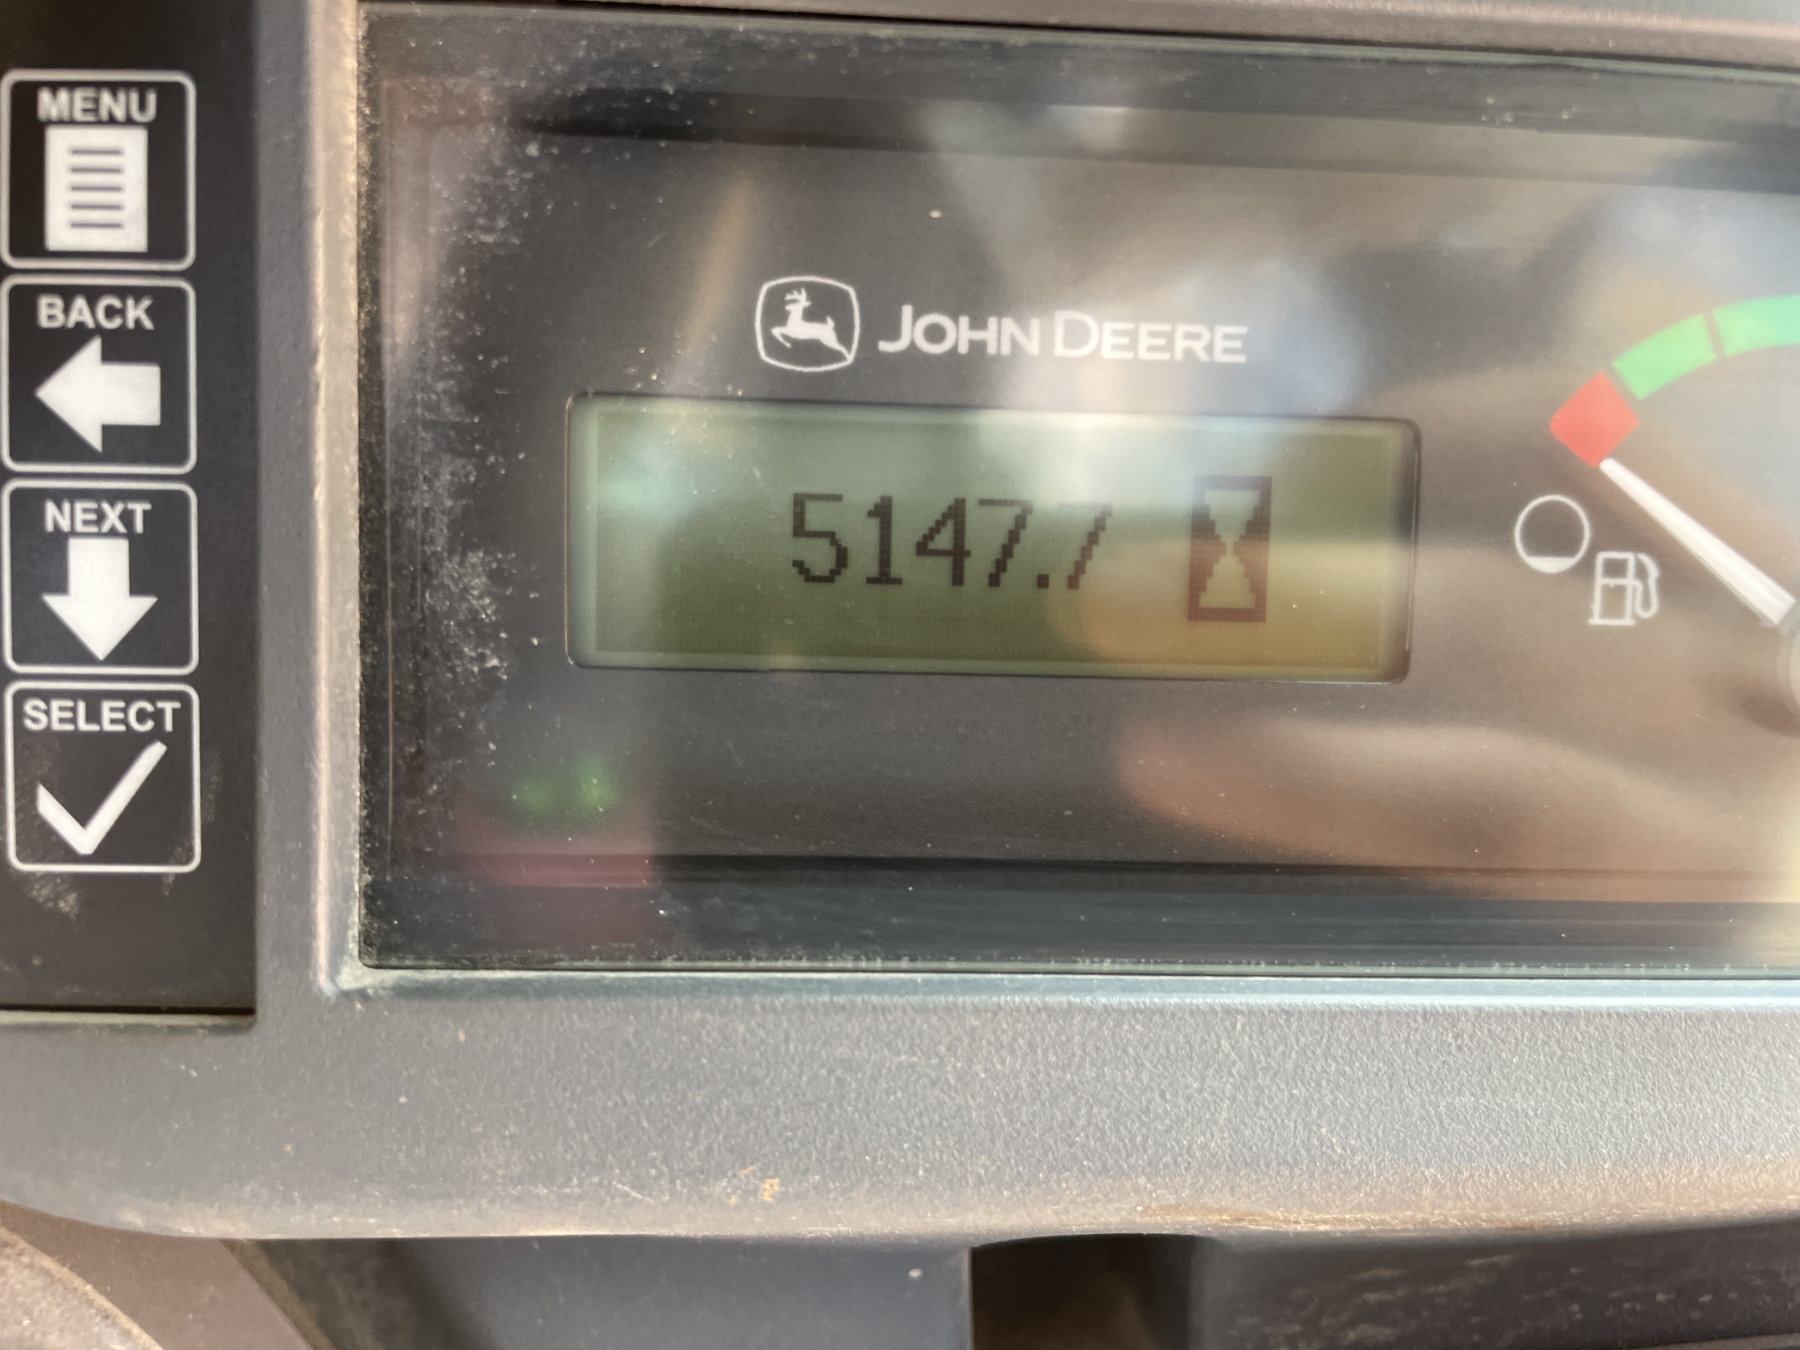 MENU
BACK
NEXT
SELECT
JOHN DEERE
5147.7